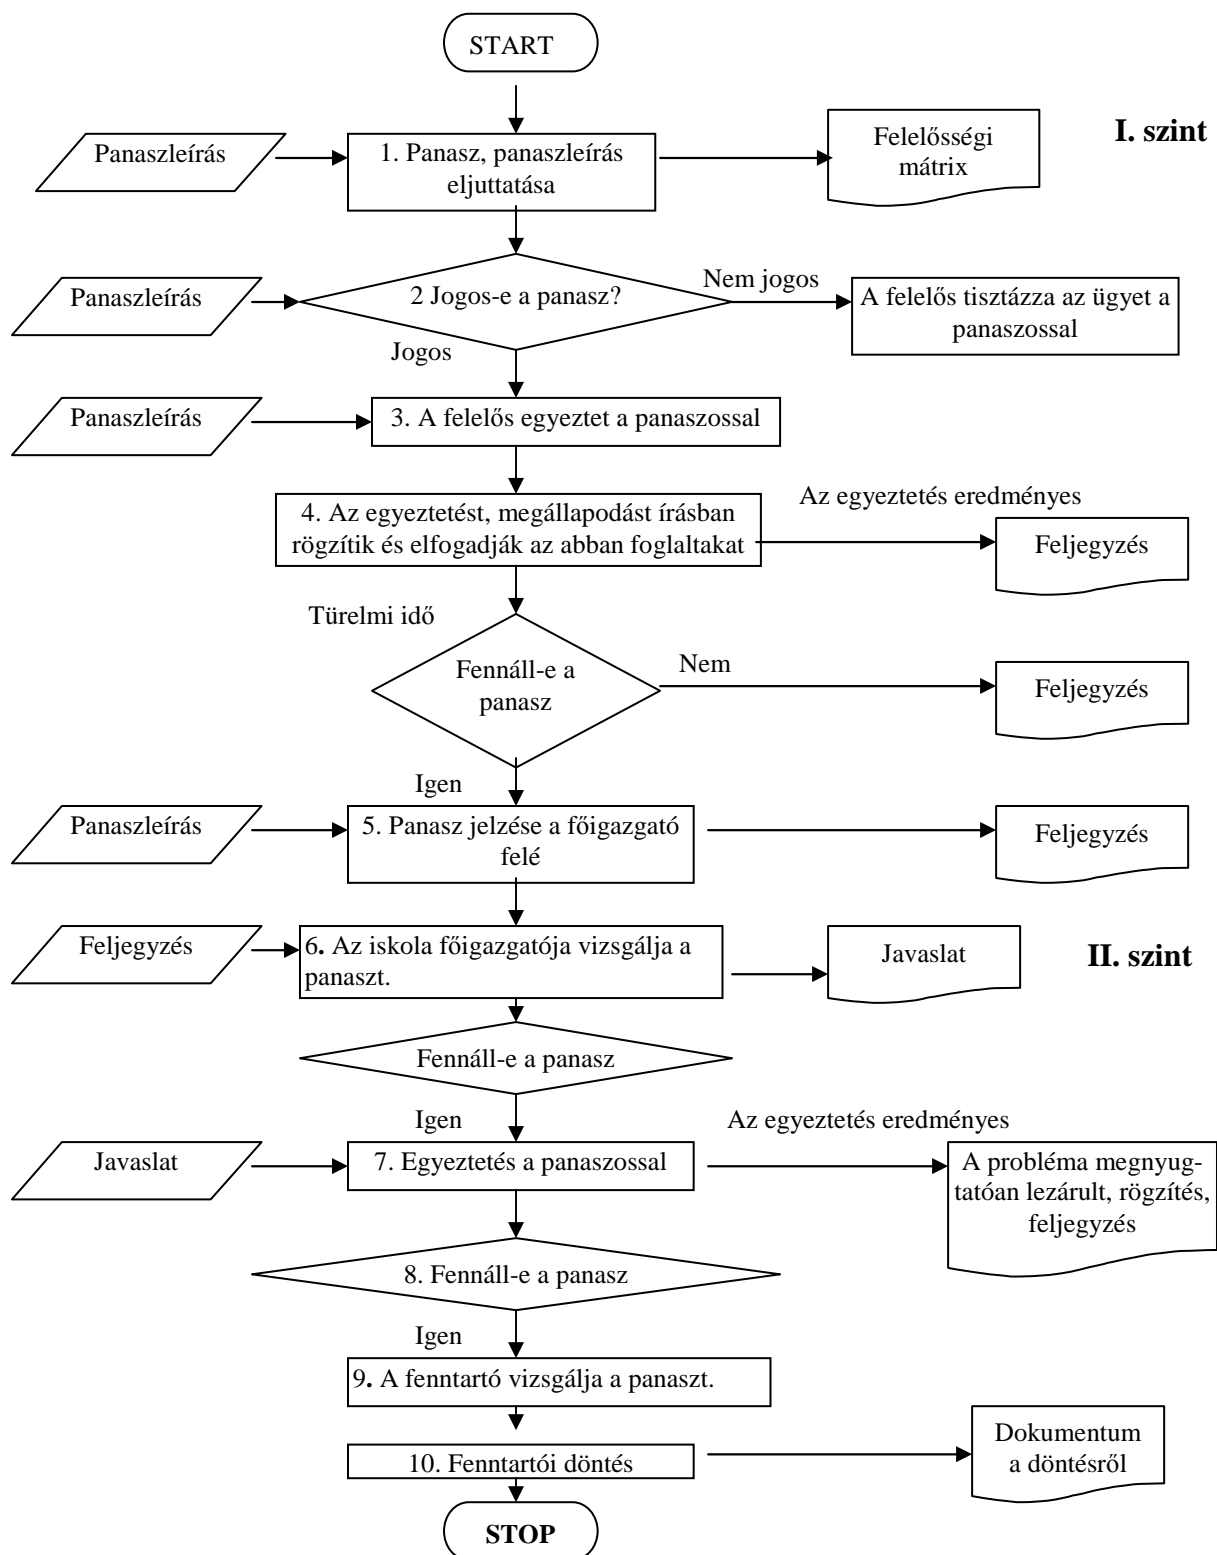 START
I. szint
Panaszleírás
1. Panasz, panaszleírás
eljuttatása
Felelősségi
mátrix
Panaszleírás
2 Jogos-e a panasz?
Nem jogos
A felelős tisztázza az ügyet a
panaszossal
Jogos
Panaszleírás
3. A felelős egyeztet a panaszossal
4. Az egyeztetést, megállapodást írásban
rögzítik és elfogadják az abban foglaltakat
Az egyeztetés eredményes
Feljegyzés
Türelmi idő
Fennáll-e a
panasz
Nem
Feljegyzés
Igen
Panaszleírás
5. Panasz jelzése a főigazgató
felé
Feljegyzés
Feljegyzés
6. Az iskola főigazgatója vizsgálja a
panaszt.
Javaslat
II. szint
Fennáll-e a panasz
Igen
Az egyeztetés eredményes
Javaslat
7. Egyeztetés a panaszossal
A probléma megnyug-
tatóan lezárult, rögzítés,
feljegyzés
8. Fennáll-e a panasz
Igen
9. A fenntartó vizsgálja a panaszt.
10. Fenntartói döntés
Dokumentum
a döntésről
STOP